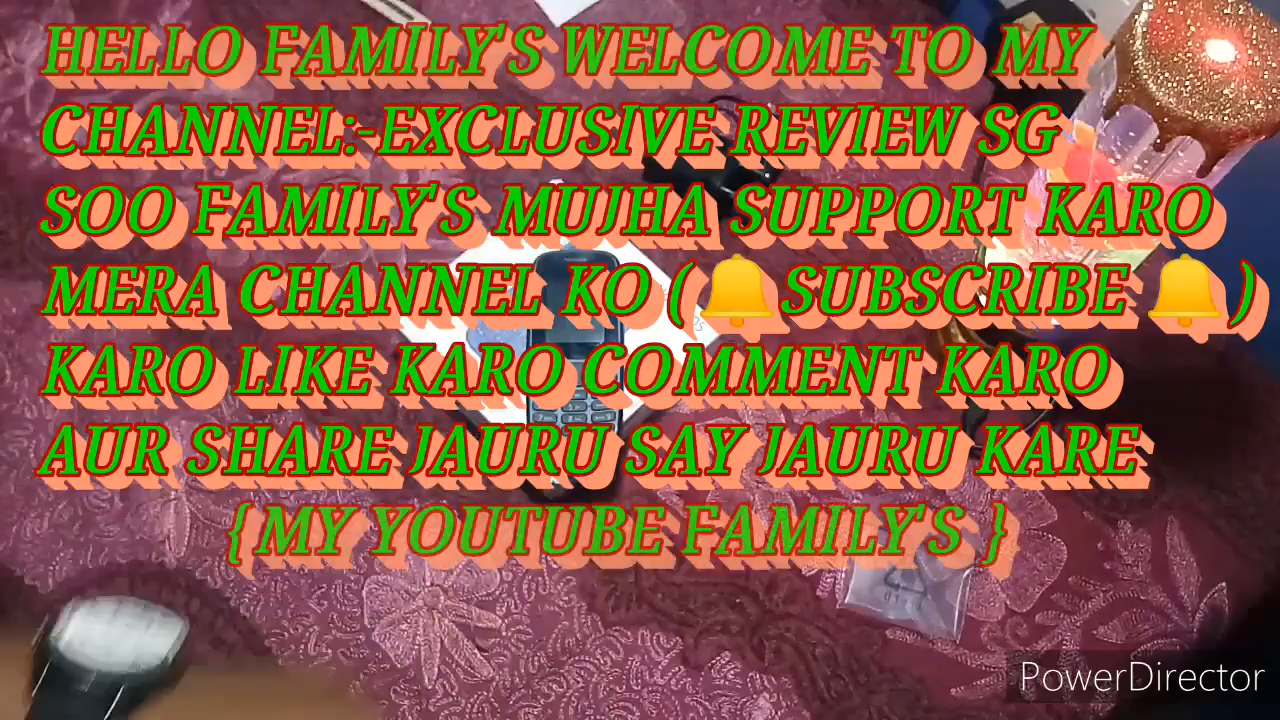 HELLO FAMILY'S WELCOME TO MY
CHANNEL:-EXCLUSIVE REVIEW SG
SOO FAMILY'S MUJHA SUPPORT KARO
MERA CHANNEL KO (🔔SUBSCRIBE 🔔)
KARO LIKE KARO COMMENT KARO
AUR SHARE JAURU SAY JAURU KARE
{MY YOUTUBE FAMILY'S }
PowerDirector